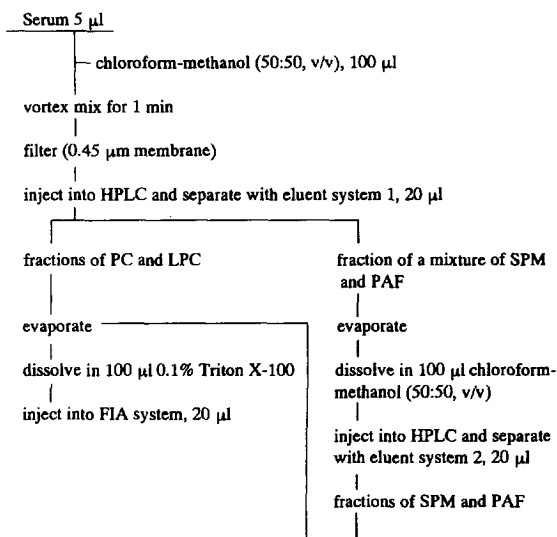 Serum 5 µl
chloroform-methanol (50:50, v/v), 100 µl
vortex mix for 1 min
filter (0.45 µm membrane)
inject into HPLC and separate with eluent system 1, 20 µl
fractions of PC and LPC
evaporate
dissolve in 100 µl 0.1% Triton X-100
inject into FIA system, 20 µl
fraction of a mixture of SPM
and PAF
evaporate
dissolve in 100 µl chloroform-
methanol (50:50, v/v)
inject into HPLC and separate
with eluent system 2, 20 µl
fractions of SPM and PAF